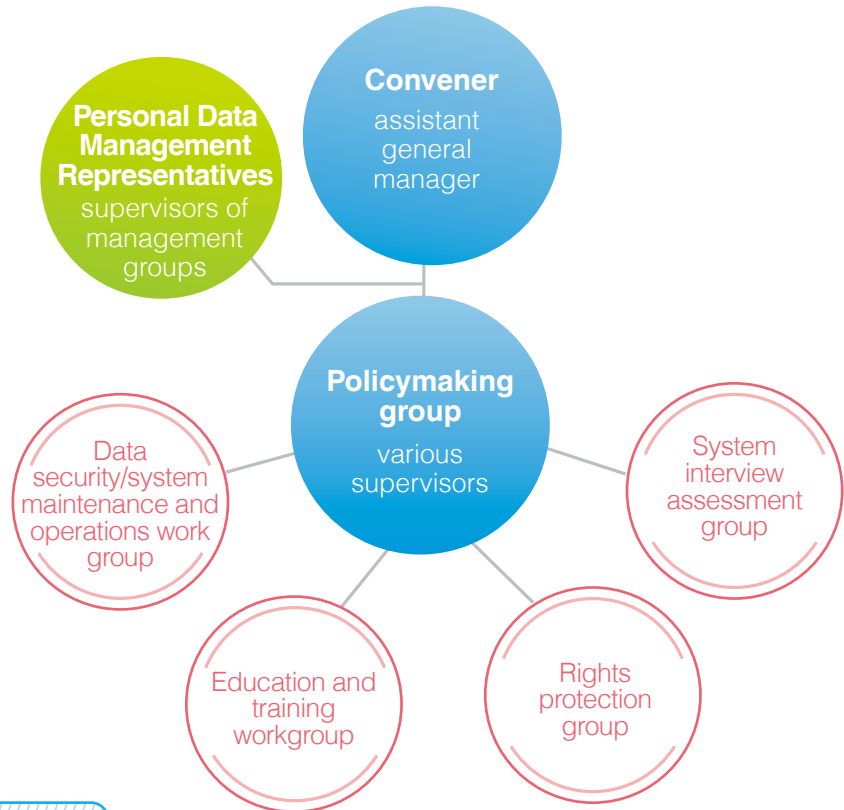 Convener
assistant
general
manager
Personal Data
Management
Representatives
supervisors of
management
groups
Policymaking
group
various
supervisors
Data
security/system
maintenance and
operations work
group
Education and
training
workgroup
Rights
protection
group
System
interview
assessment
group